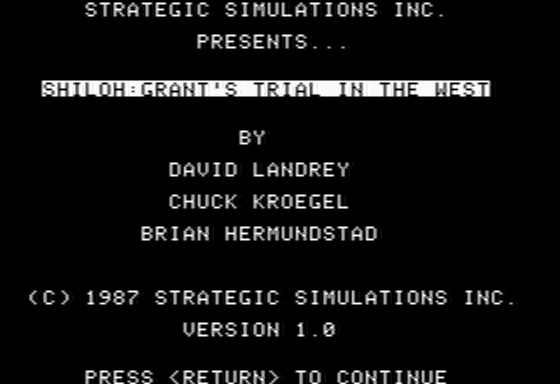 STRATEGIC SIMULATIONS INC.
PRESENTS...
SHILOH:GRANT'S TRIAL IN THE WEST
BY
DAVID LANDREY
CHUCK KROEGEL
BRIAN HERMUNDSTAD
(C) 1987 STRATEGIC SIMULATIONS INC.
VERSION 1.0
PRESS <RETURN> TO CONTINUE